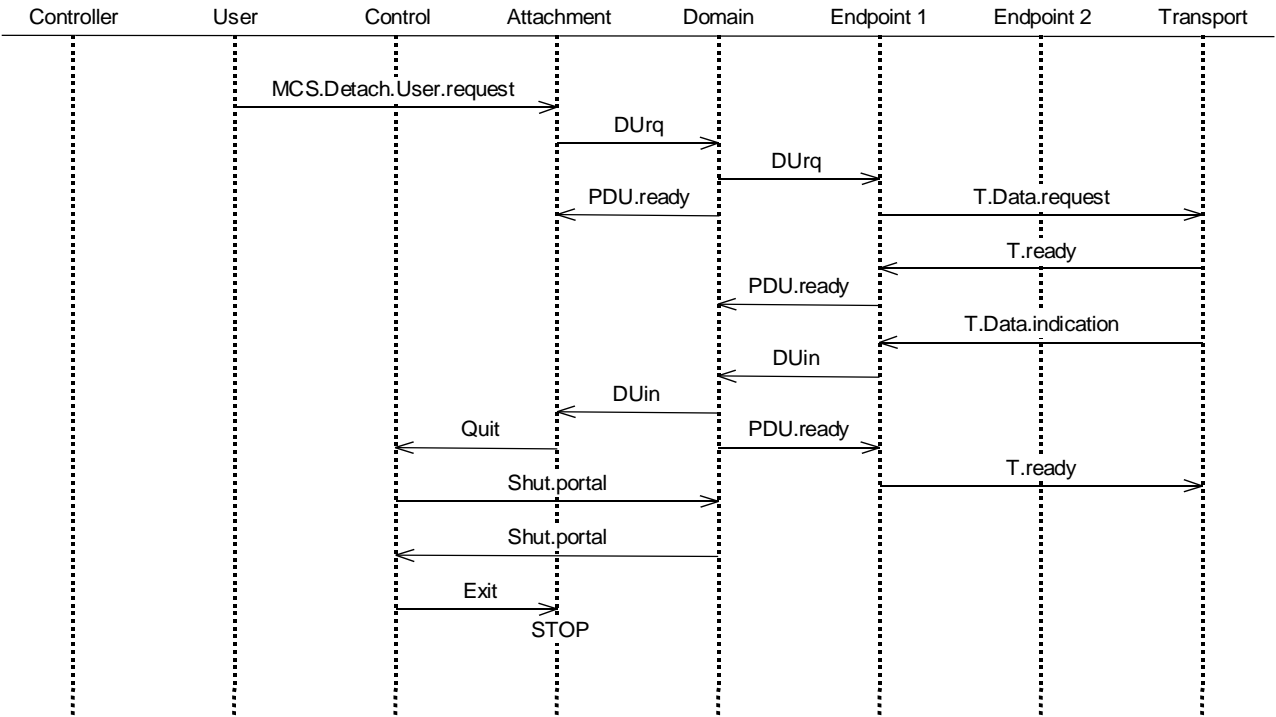 Controller User Control Attachment Domain Endpoint 1 Endpoint 2 Transport
MCS.Detach.User.request
DUrq
DUrq
PDU.ready T.Data.request
T.ready
PDU.ready
T.Data.indication
DUin
DUin
Quit PDU.ready
T.ready
Shut.portal
Shut.portal
Exit
STOP